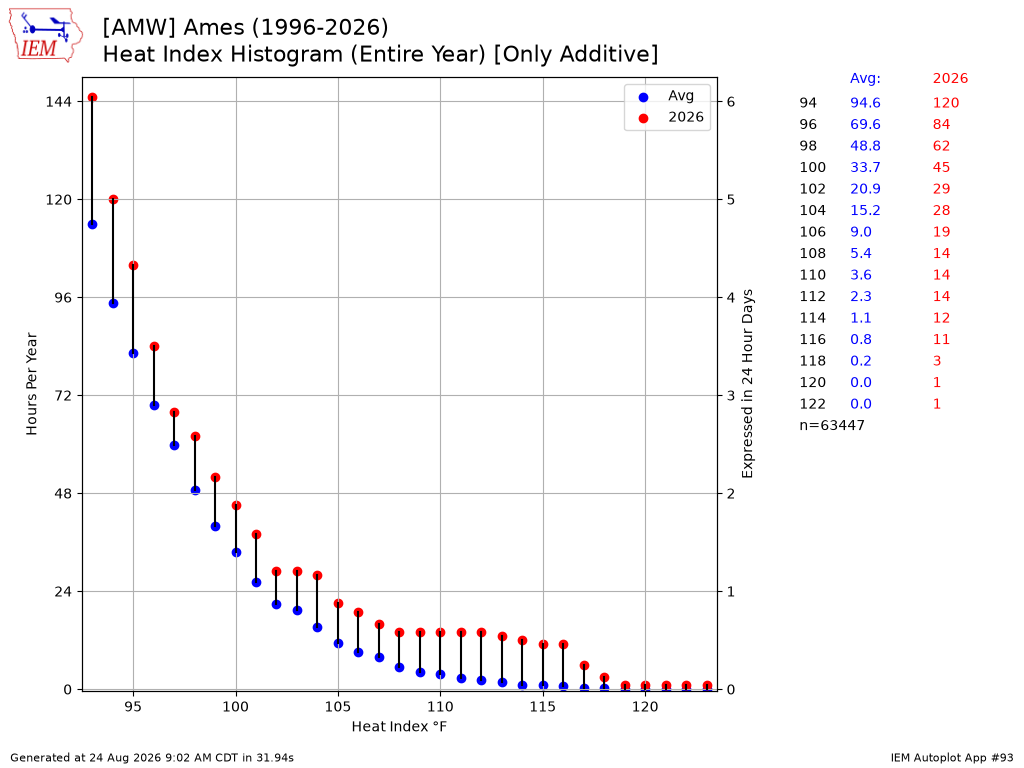 IEM
[AMW] Ames (1996-2026)
Heat Index Histogram (Entire Year) [Only Additive]
Avg
2026
Hours Per Year
144
120
96
72
48
24
0
95
100
105
110
115
120
Heat Index °F
6
5
4
3
2
1
0
Expressed in 24 Hour Days
Avg: 2026
94 94.6 120
96 69.6 84
98 48.8 62
100 33.7 45
102 20.9 29
104 15.2 28
106 9.0 19
108 5.4 14
110 3.6 14
112 2.3 14
114 1.1 12
116 0.8 11
118 0.2 3
120 0.0 1
122 0.0 1
n=63447
Generated at 24 Aug 2026 9:02 AM CDT in 31.94s
IEM Autoplot App #93